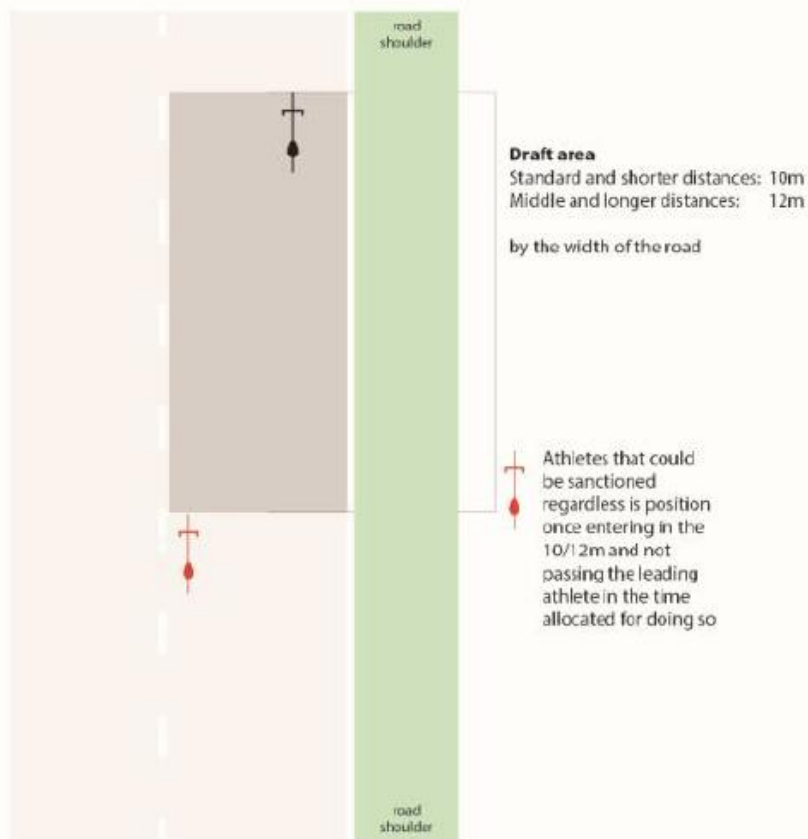 road
shoulder
Draft area
Standard and shorter distances: 10m
Middle and longer distances: 12m
by the width of the road
Athletes that could
be sanctioned
regardless is position
once entering in the
10/12m and not
passing the leading
athlete in the time
allocated for doing so
road
shoulder